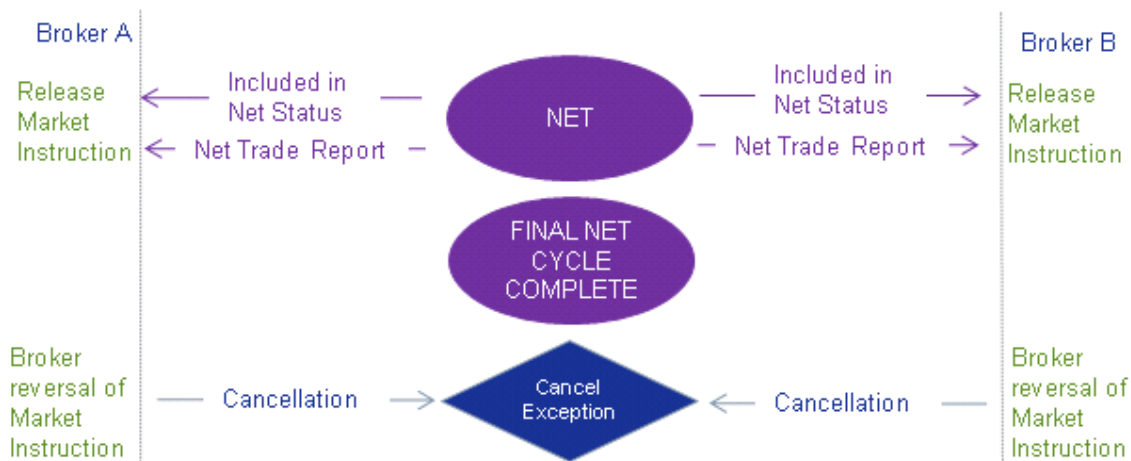 Broker A
Broker B
Release
Market
Instruction
Included in
Net Status
Net Trade Report
NET
Included in
Net Status
Net Trade Report
Release
Market
Instruction
FINAL NET
CYCLE
COMPLETE
Broker
reversal of
Market
Instruction
Cancellation
Cancel
Exception
Cancellation
Broker
reversal of
Market
Instruction